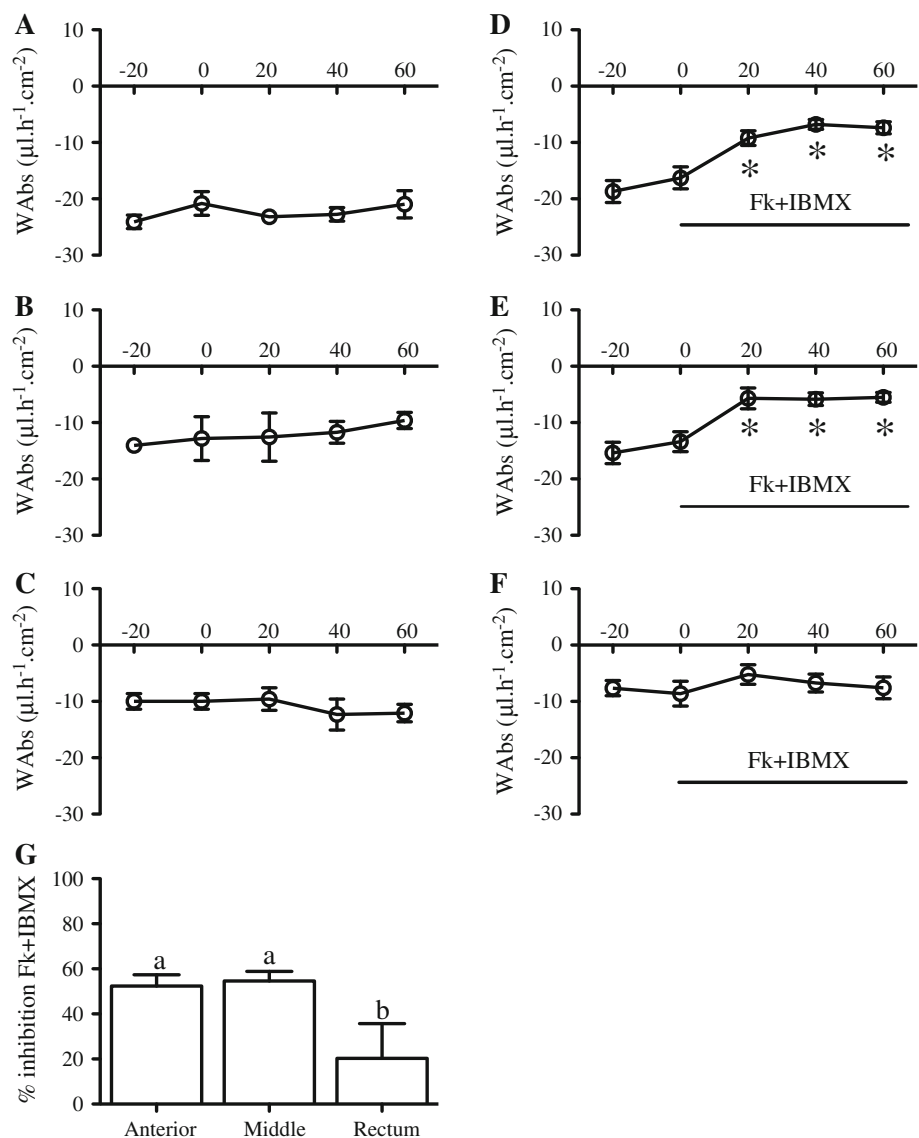 A
WAbs (µl.h-1.cm-2)
10
0
-10
-20
-30
-20 0 20 40 60
D
WAbs (µl.h-1.cm-2)
10
0
-10
-20
-30
-20 0 20 40 60
* * *
Fk+IBMX
B
WAbs (µl.h-1.cm-2)
10
0
-10
-20
-30
-20 0 20 40 60
E
WAbs (µl.h-1.cm-2)
10
0
-10
-20
-30
-20 0 20 40 60
* * *
Fk+IBMX
C
WAbs (µl.h-1.cm-2)
10
0
-10
-20
-30
-20 0 20 40 60
F
WAbs (µl.h-1.cm-2)
10
0
-10
-20
-30
-20 0 20 40 60
Fk+IBMX
G
% inhibition Fk+IBMX
100
80
60
40
20
0
a a b
Anterior Middle Rectum